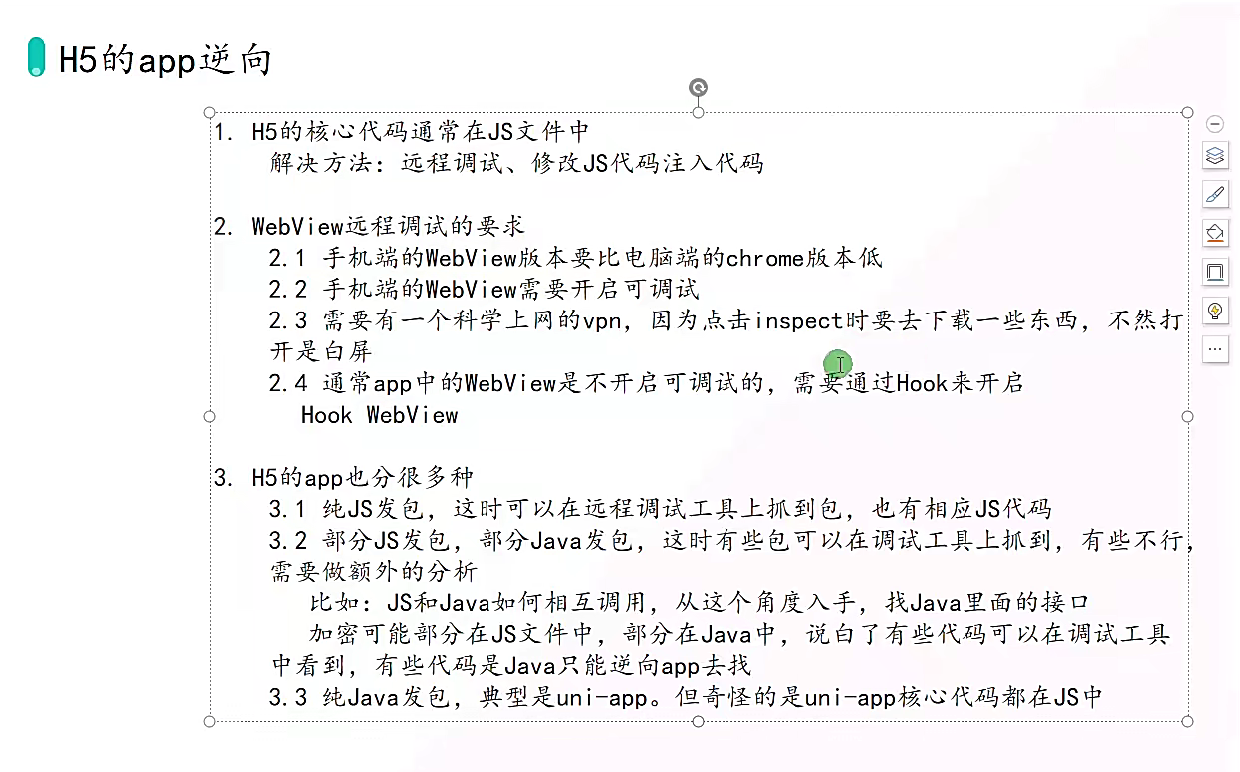 H5的app逆向
1. H5的核心代码通常在JS文件中
解决方法：远程调试、修改JS代码注入代码
2. WebView远程调试的要求
2.1 手机端的WebView版本要比电脑端的chrome版本低
2.2 手机端的WebView需要开启可调试
2.3 需要有一个科学上网的vpn，因为点击inspect时要去下载一些东西，不然打
开是白屏
2.4 通常app中的WebView是不开启可调试的，需要通过Hook来开启
Hook WebView
3. H5的app也分很多种
3.1 纯JS发包，这时可以在远程调试工具上抓到包，也有相应JS代码
3.2 部分JS发包，部分Java发包，这时有些包可以在调试工具上抓到，有些不行，
需要做额外的分析
比如：JS和Java如何相互调用，从这个角度入手，找Java里面的接口
加密可能部分在JS文件中，部分在Java中，说白了有些代码可以在调试工具
中看到，有些代码是Java只能逆向app去找
3.3 纯Java发包，典型是uni-app。但奇怪的是uni-app核心代码都在JS中